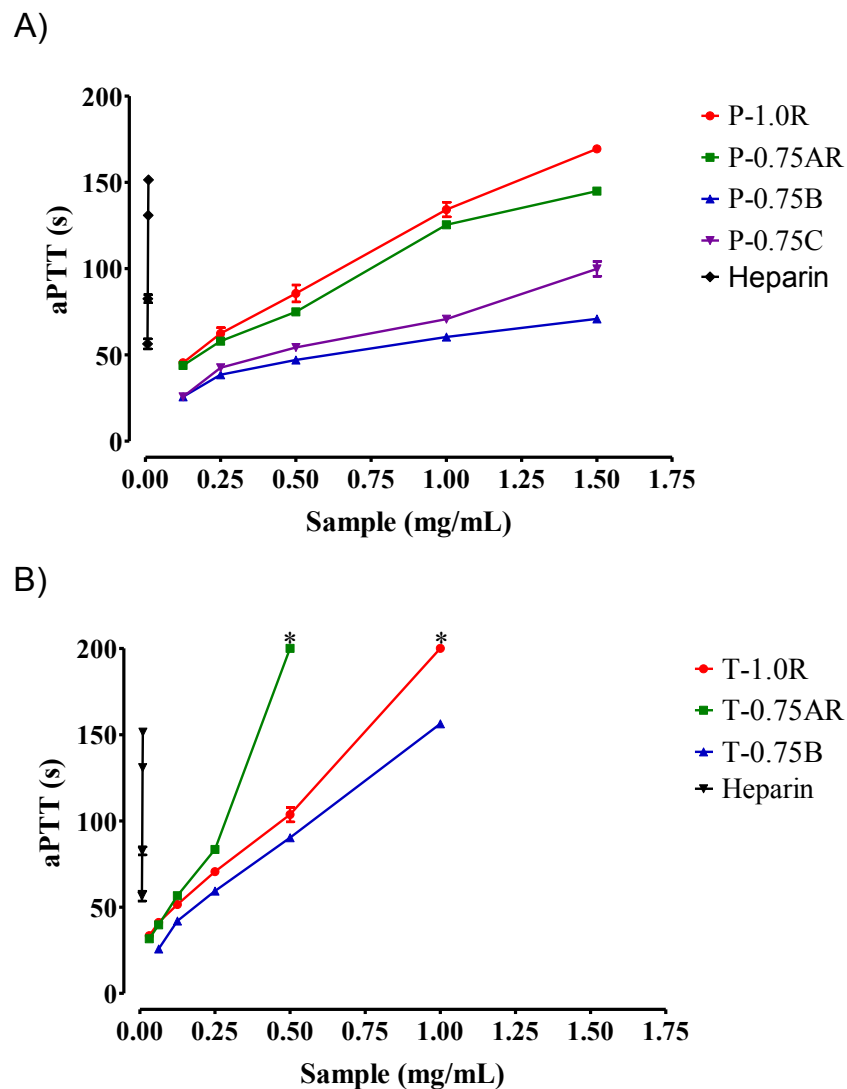 A)
200
150
100
50
0
aPTT (s)
0.00 0.25 0.50 0.75 1.00 1.25 1.50 1.75
Sample (mg/mL)
P-1.0R
P-0.75AR
P-0.75B
P-0.75C
Heparin
B)
* *
200
150
100
50
0
aPTT (s)
0.00 0.25 0.50 0.75 1.00 1.25 1.50 1.75
Sample (mg/mL)
T-1.0R
T-0.75AR
T-0.75B
Heparin